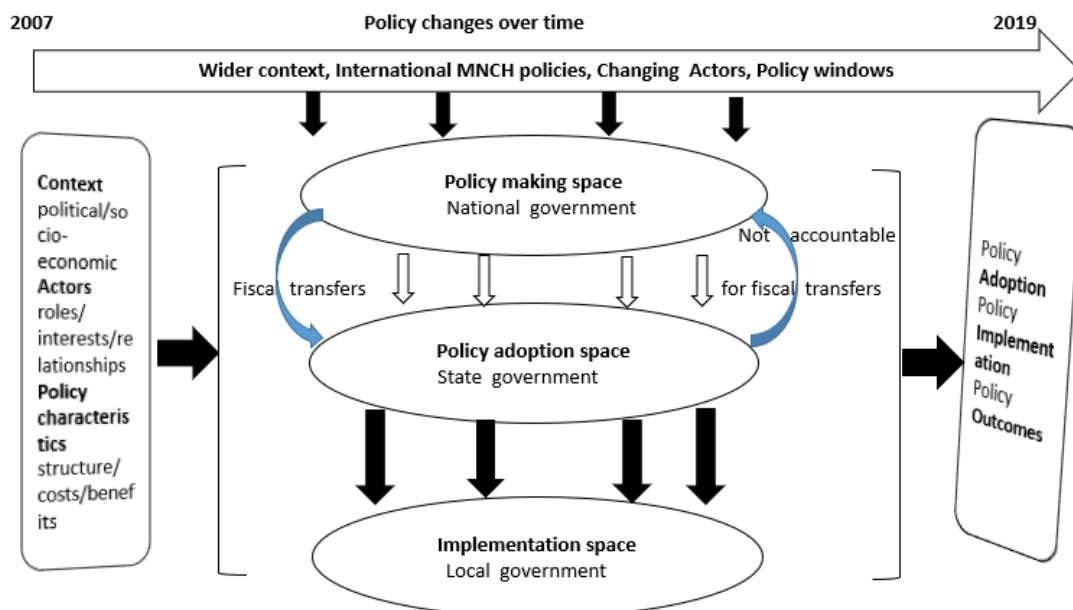 2007 Policy changes over time 2019
Wider context, International MNCH policies, Changing Actors, Policy windows
Context
political/so
cio-
economic
Actors
roles/
interests/re
lationships
Policy
characteris
tics
structure/
costs/benef
its
Policy making space
National government
Fiscal transfers
Not accountable
for fiscal transfers
Policy adoption space
State government
Implementation space
Local government
Policy
Adoption
Policy
Implement
ation
Policy
Outcomes